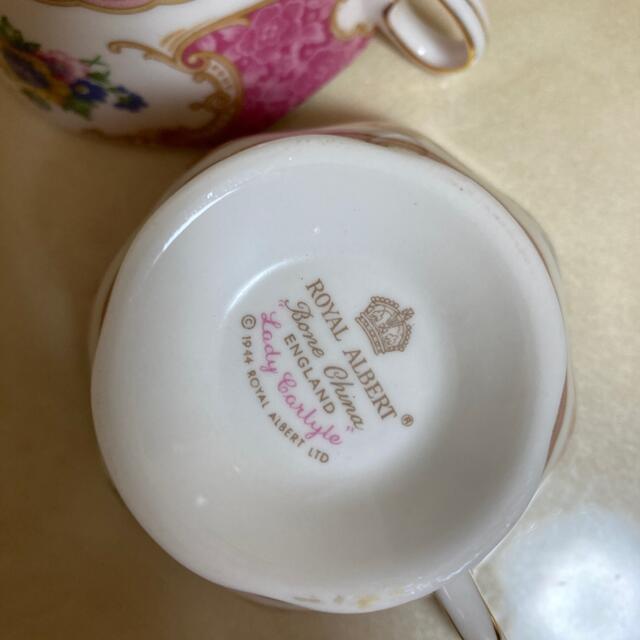 ROYAL ALBERT ®
Bone China
ENGLAND
"Lady Carlyle"
© 1944 ROYAL ALBERT LTD